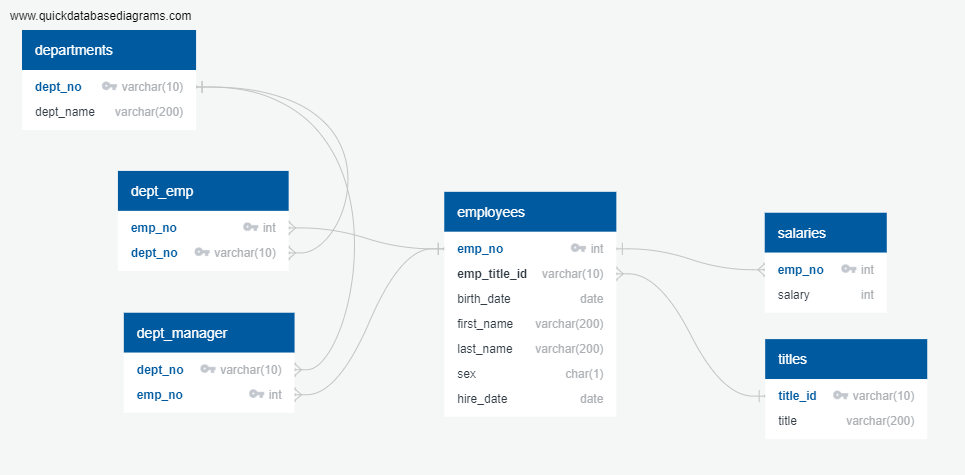 www.quickdatabasediagrams.com
departments
dept_no varchar(10)
dept_name varchar(200)
dept_emp
emp_no int
dept_no varchar(10)
dept_manager
dept_no varchar(10)
emp_no int
employees
emp_no int
emp_title_id varchar(10)
birth_date date
first_name varchar(200)
last_name varchar(200)
sex char(1)
hire_date date
salaries
emp_no int
salary int
titles
title_id varchar(10)
title varchar(200)